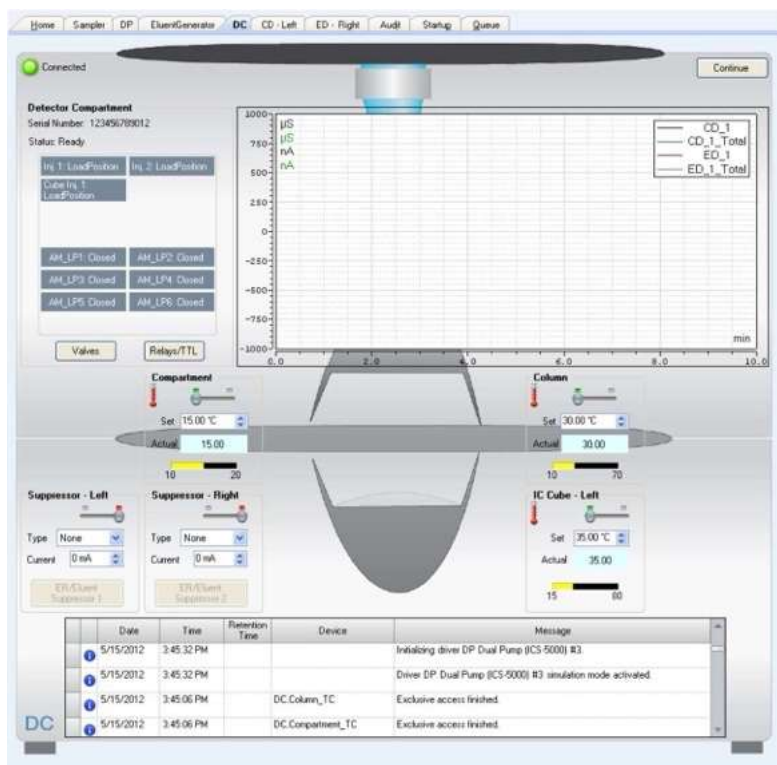 Home Sampler DP EluentGenerator DC CD - Left ED - Right Audit Startup Queue
Connected
Continue
Detector Compartment
Serial Number: 123456789012
Status: Ready
Inj. 1: LoadPosition Inj. 2: LoadPosition
Cube Inj. 1:
LoadPosition
AM_LP1: Closed AM_LP2: Closed
AM_LP3: Closed AM_LP4: Closed
AM_LP5: Closed AM_LP6: Closed
Valves Relays/TTL
1000
750
500
250
0
-250
-500
-750
-1000
µS
µS
nA
nA
CD_1
CD_1_Total
ED_1
ED_1_Total
min
0.0 2.0 4.0 6.0 8.0 10.0
Compartment
Set 15.00 °C
Actual 15.00
10 20
Column
Set 30.00 °C
Actual 30.00
10 70
Suppressor - Left
Type None
Current 0 mA
ER/Eluent
Suppressor 1
Suppressor - Right
Type None
Current 0 mA
ER/Eluent
Suppressor 2
IC Cube - Left
Set 35.00 °C
Actual 35.00
15 80
Date Time Retention Time Device Message
5/15/2012 3:45:32 PM Initializing driver DP Dual Pump (ICS-5000) #3.
5/15/2012 3:45:32 PM Driver DP Dual Pump (ICS-5000) #3 simulation mode activated.
5/15/2012 3:45:06 PM DC.Column_TC Exclusive access finished.
5/15/2012 3:45:06 PM DC.Compartment_TC Exclusive access finished.
DC